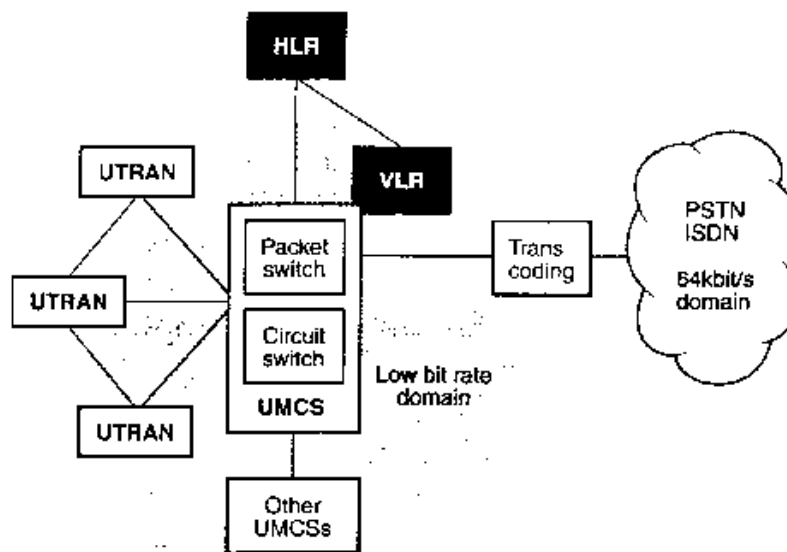 HLR
VLR
UTRAN
UTRAN
UTRAN
Packet
switch
Circuit
switch
UMCS
Trans
coding
PSTN
ISDN
64kbit/s
domain
Low bit rate
domain
Other
UMCSs